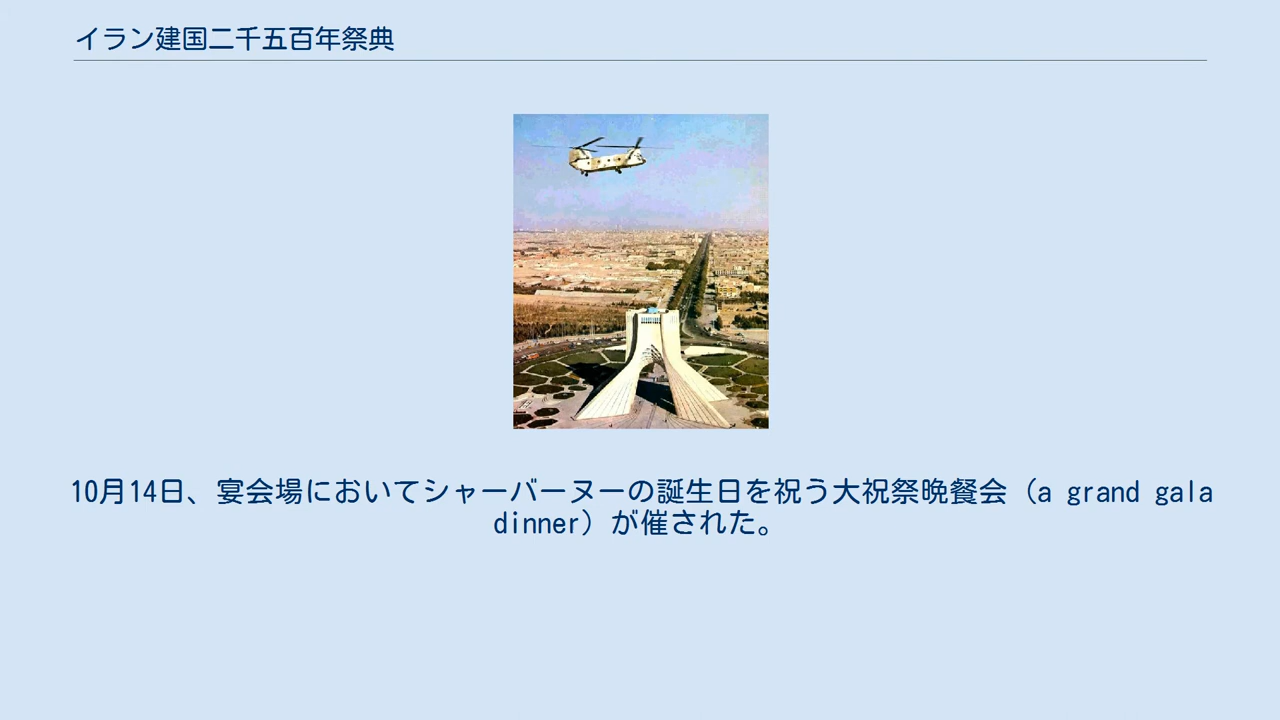 イラン建国二千五百年祭典
10月14日、宴会場においてシャーバーヌーの誕生日を祝う大祝祭晩餐会（a grand gala
dinner）が催された。